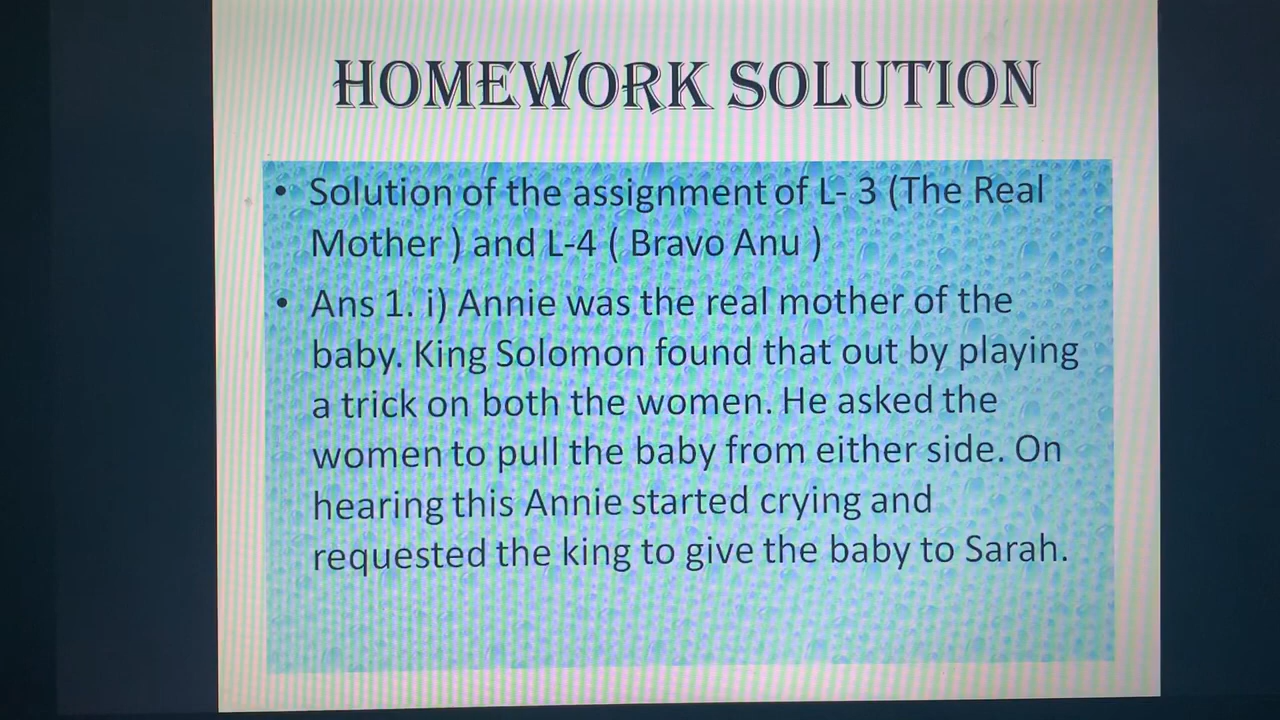 HOMEWORK SOLUTION
• Solution of the assignment of L- 3 (The Real
Mother ) and L-4 ( Bravo Anu )
• Ans 1. i) Annie was the real mother of the
baby. King Solomon found that out by playing
a trick on both the women. He asked the
women to pull the baby from either side. On
hearing this Annie started crying and
requested the king to give the baby to Sarah.